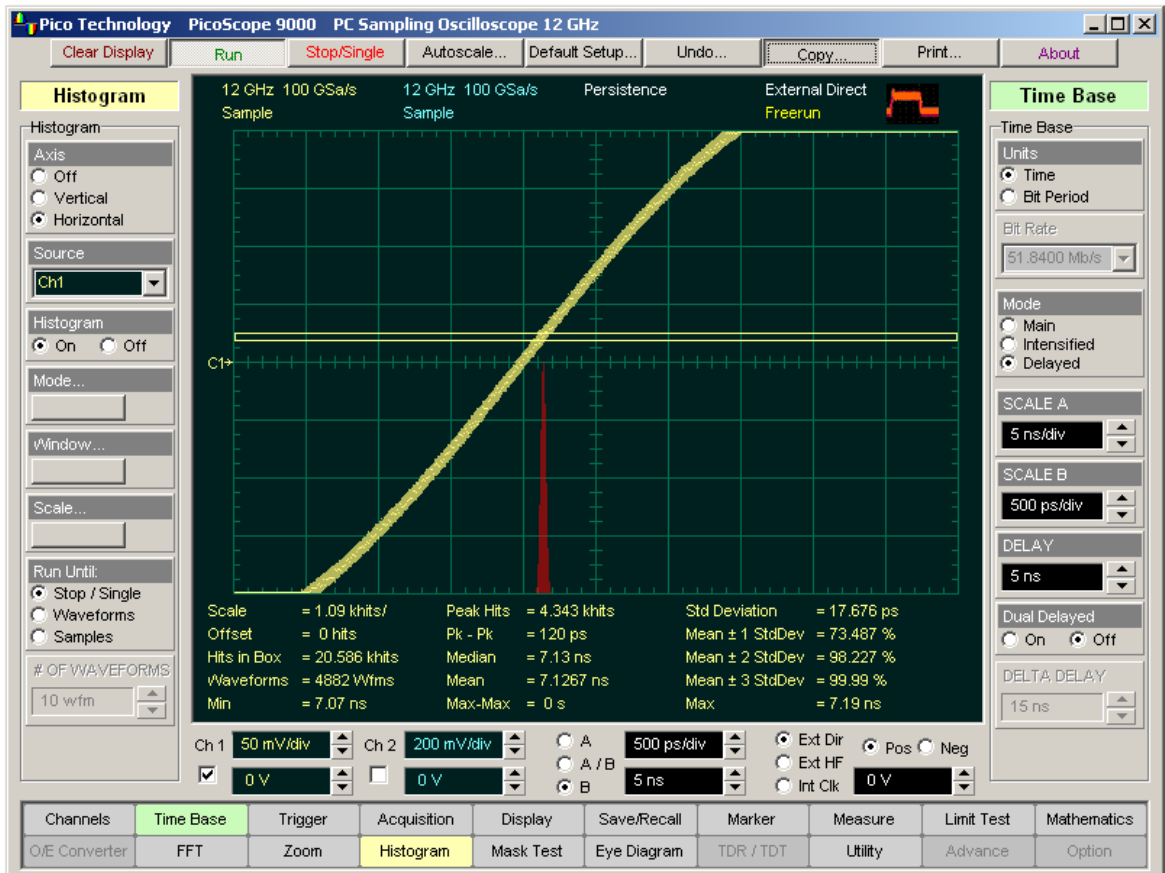 Pico Technology PicoScope 9000 PC Sampling Oscilloscope 12 GHz
Clear Display Run Stop/Single Autoscale... Default Setup... Undo... Copy... Print... About
Histogram
Histogram
Axis
Off
Vertical
Horizontal
Source
Ch1
Histogram
On Off
Mode...
Window...
Scale...
Run Until:
Stop / Single
Waveforms
Samples
# OF WAVEFORMS
10 wfm
12 GHz 100 GSa/s 12 GHz 100 GSa/s Persistence External Direct
Sample Sample Freerun
C1
Scale = 1.09 khits/ Peak Hits = 4.343 khits Std Deviation = 17.676 ps
Offset = 0 hits Pk - Pk = 120 ps Mean ± 1 StdDev = 73.487 %
Hits in Box = 20.586 khits Median = 7.13 ns Mean ± 2 StdDev = 98.227 %
Waveforms = 4882 Wfms Mean = 7.1267 ns Mean ± 3 StdDev = 99.99 %
Min = 7.07 ns Max-Max = 0 s Max = 7.19 ns
Time Base
Time Base
Units
Time
Bit Period
Bit Rate
51.8400 Mb/s
Mode
Main
Intensified
Delayed
SCALE A
5 ns/div
SCALE B
500 ps/div
DELAY
5 ns
Dual Delayed
On Off
DELTA DELAY
15 ns
Ch 1 50 mV/div Ch 2 200 mV/div A 500 ps/div Ext Dir Pos Neg
A / B Ext HF
0 V 0 V B 5 ns Int Clk 0 V
Channels Time Base Trigger Acquisition Display Save/Recall Marker Measure Limit Test Mathematics
O/E Converter FFT Zoom Histogram Mask Test Eye Diagram TDR / TDT Utility Advance Option